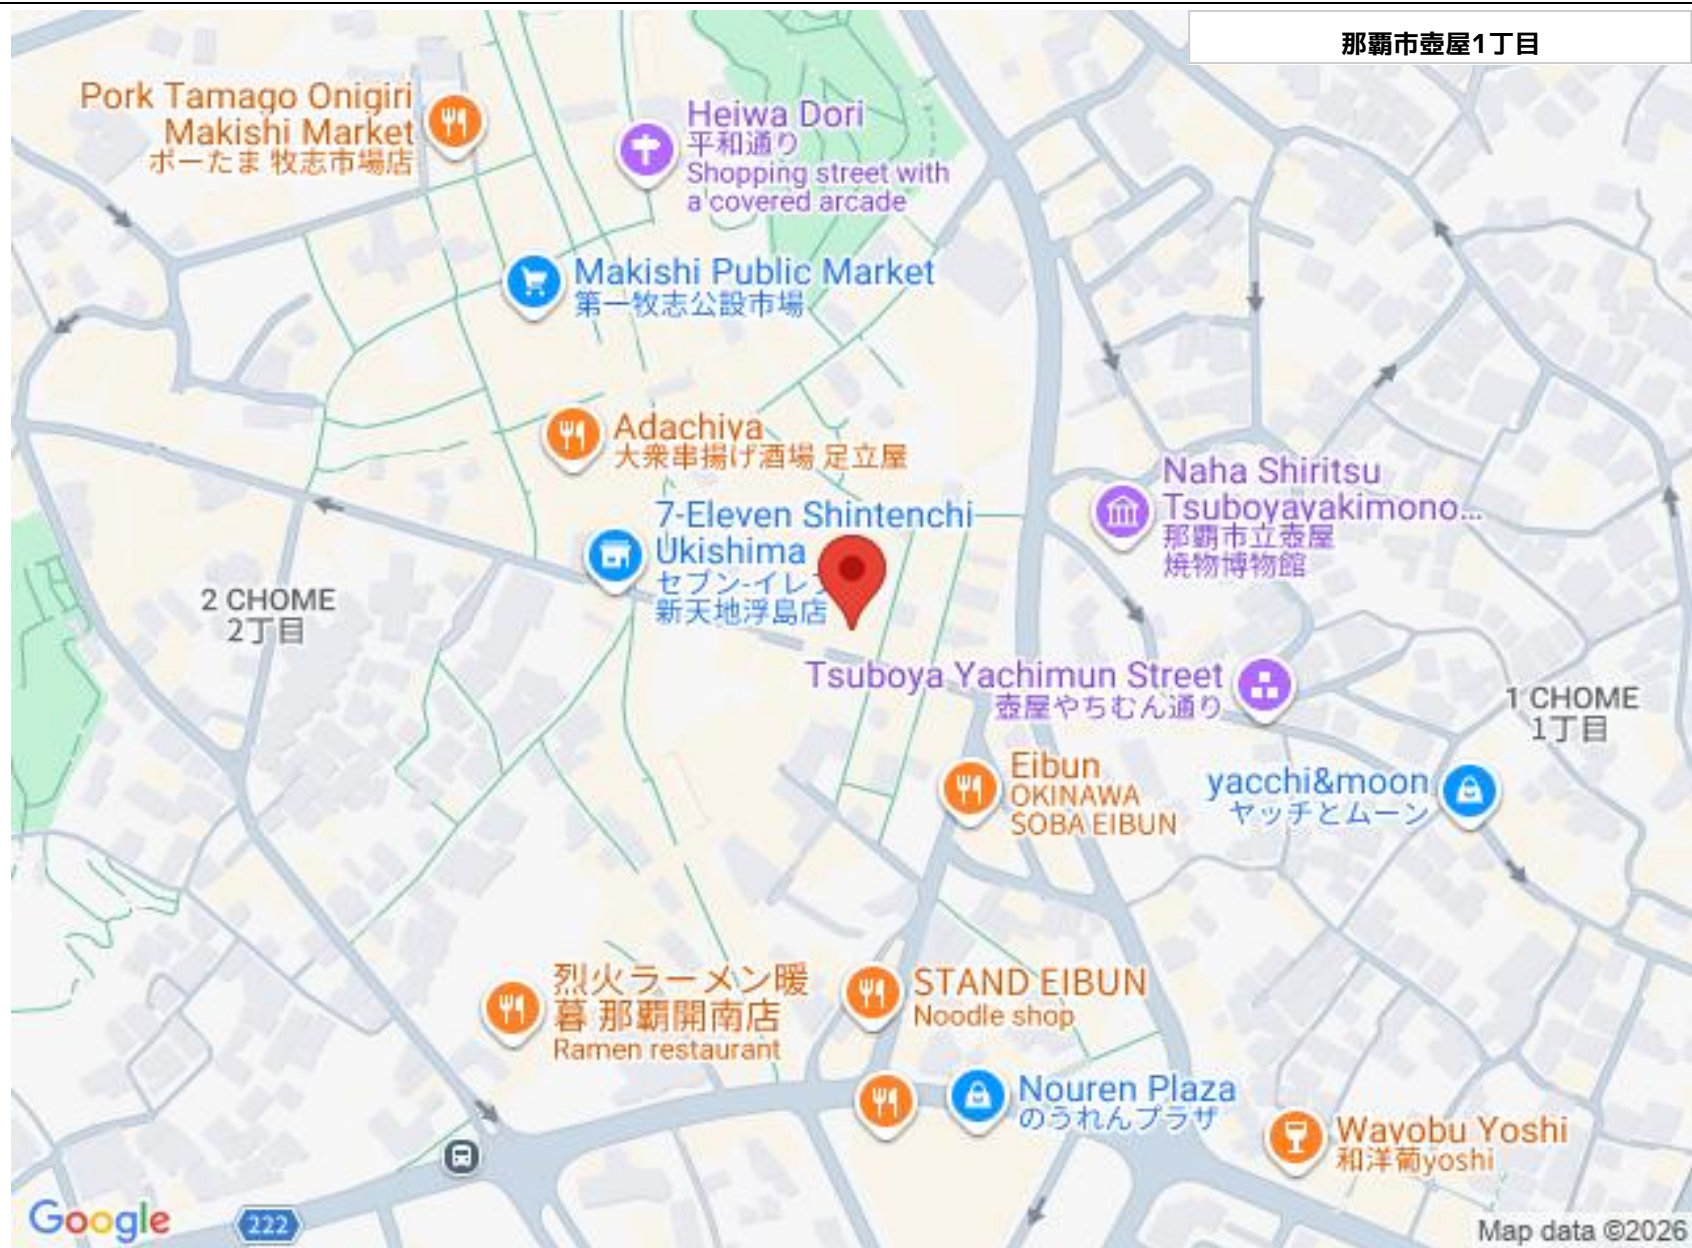 那覇市壺屋1丁目
Pork Tamago Onigiri
Makishi Market
ポーたま 牧志市場店
Heiwa Dori
平和通り
Shopping street with
a covered arcade
Makishi Public Market
第一牧志公設市場
Adachiya
大衆串揚げ酒場 足立屋
7-Eleven Shintenchi
Ukishima
セブン-イレブ
新天地浮島店
Naha Shiritsu
Tsuboyayakimono...
那覇市立壺屋
焼物博物館
2 CHOME
2丁目
Tsuboya Yachimun Street
壺屋やちむん通り
1 CHOME
1丁目
Eibun
OKINAWA
SOBA EIBUN
yacchi&moon
ヤッチとムーン
烈火ラーメン暖
暮 那覇開南店
Ramen restaurant
STAND EIBUN
Noodle shop
Nouren Plaza
のうれんプラザ
Wayobu Yoshi
和洋葡yoshi
Google
222
Map data ©2026